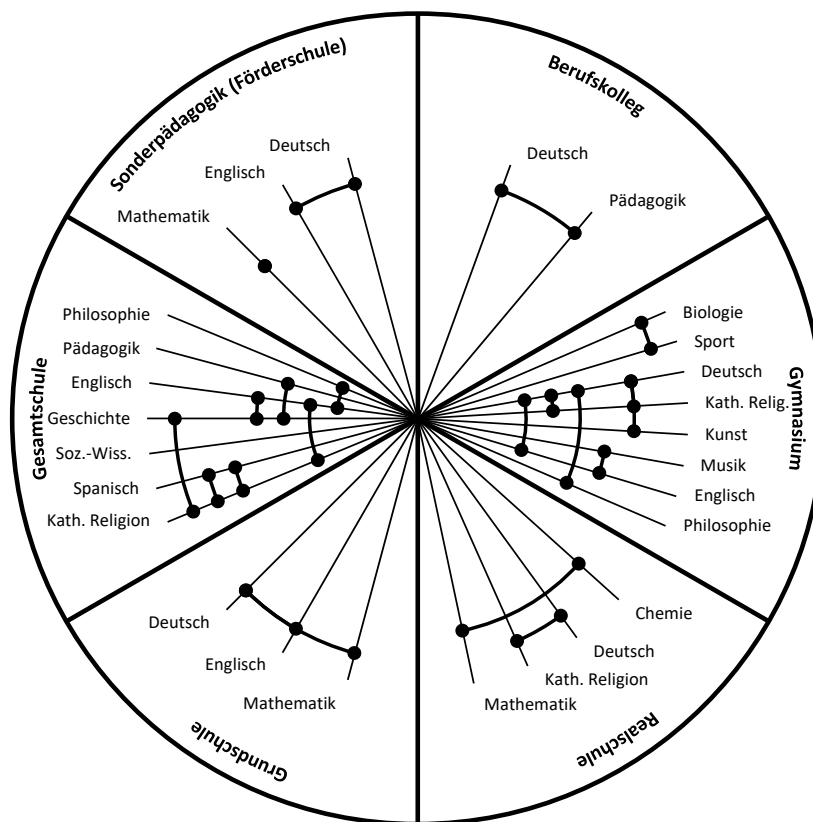 Sonderpädagogik (Förderschule)
Deutsch
Englisch
Mathematik
Berufskolleg
Deutsch
Pädagogik
Gesamtschule
Philosophie
Pädagogik
Englisch
Geschichte
Soz.-Wiss.
Spanisch
Kath. Religion
Gymnasium
Biologie
Sport
Deutsch
Kath. Relig.
Kunst
Musik
Englisch
Philosophie
Deutsch
Englisch
Mathematik
Grundschule
Chemie
Deutsch
Kath. Religion
Mathematik
Realschule